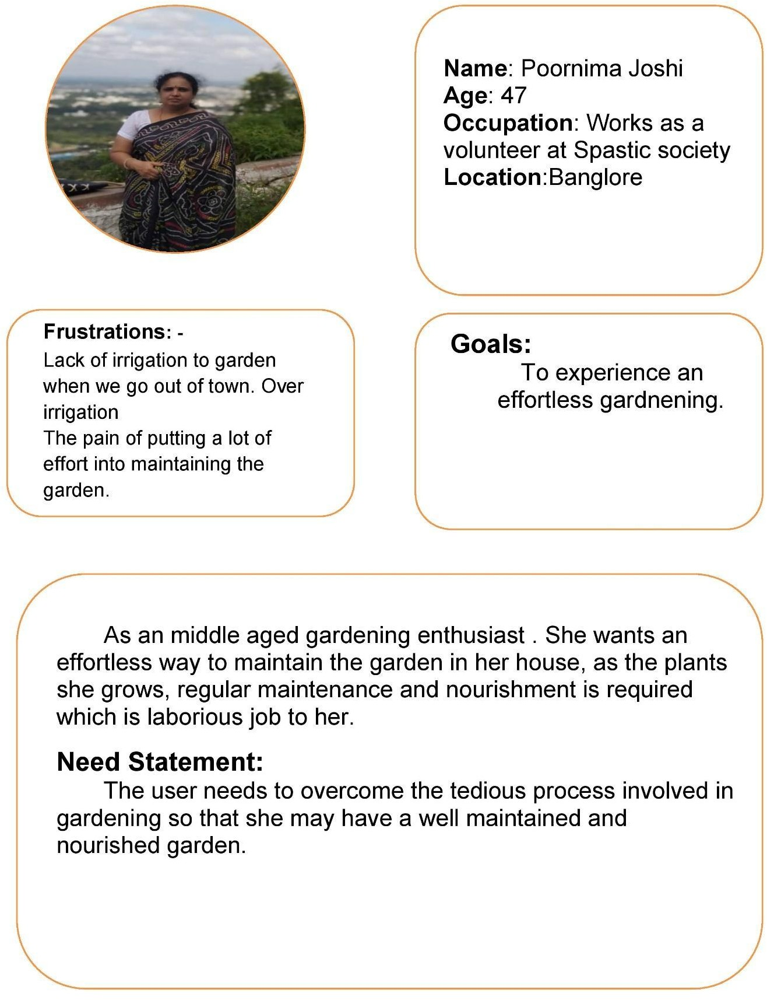 Name: Poornima Joshi
Age: 47
Occupation: Works as a
volunteer at Spastic society
Location:Banglore
Frustrations: -
Lack of irrigation to garden
when we go out of town. Over
irrigation
The pain of putting a lot of
effort into maintaining the
garden.
Goals:
To experience an
effortless gardnening.
As an middle aged gardening enthusiast . She wants an
effortless way to maintain the garden in her house, as the plants
she grows, regular maintenance and nourishment is required
which is laborious job to her.
Need Statement:
The user needs to overcome the tedious process involved in
gardening so that she may have a well maintained and
nourished garden.